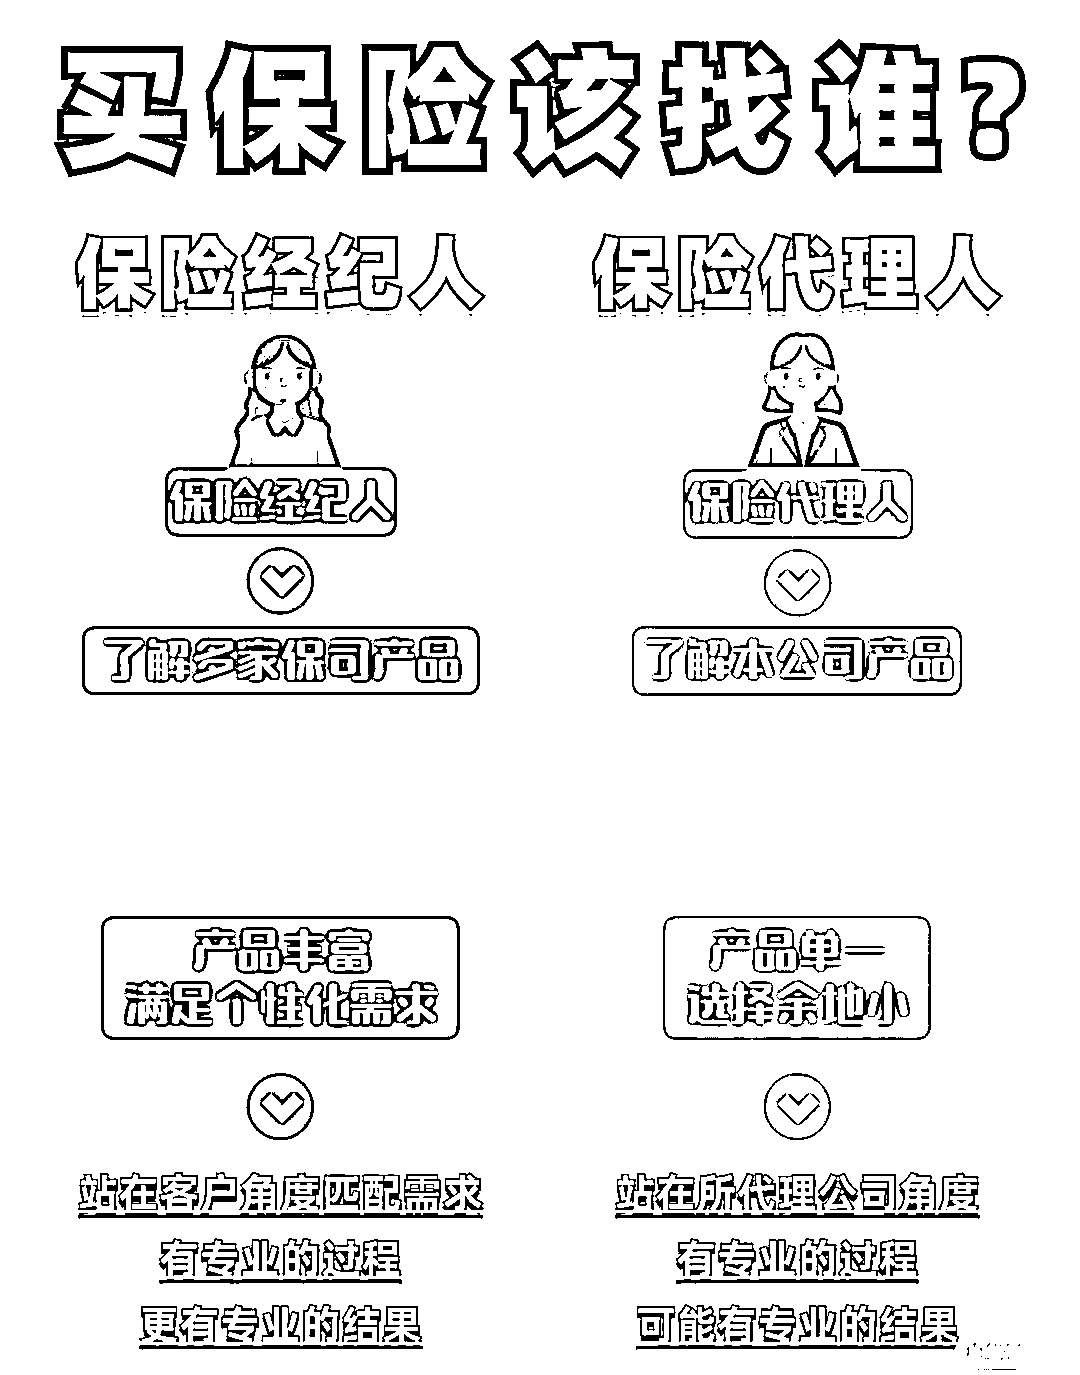 买保险该找谁?
保险经纪人
保险经纪人
了解多家保司产品
产品丰富
满足个性化需求
站在客户角度匹配需求
有专业的过程
更有专业的结果
保险代理人
保险代理人
了解本公司产品
产品单一
选择余地小
站在所代理公司角度
有专业的过程
可能有专业的结果